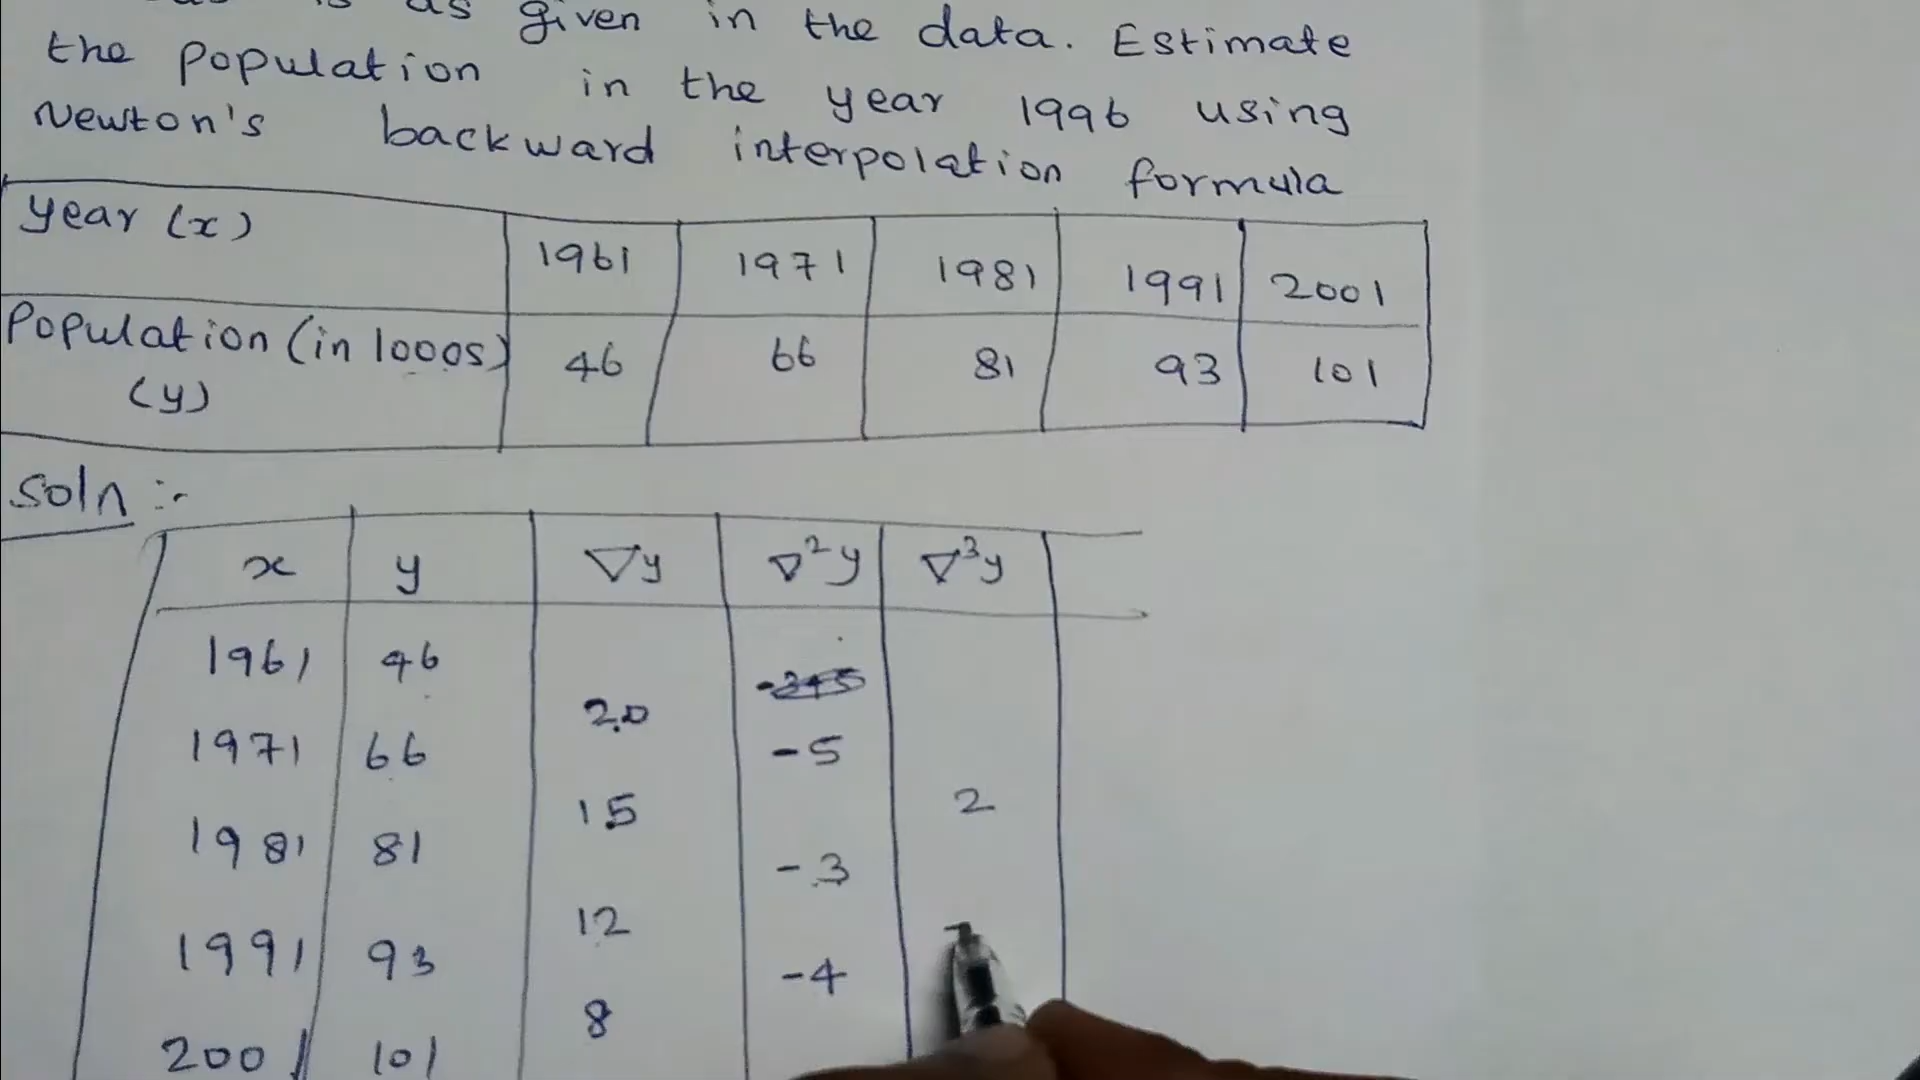 is as given in the data. Estimate
the population in the year 1996 using
Newton's backward interpolation formula
year (x) 1961 1971 1981 1991 2001
Population (in 1000s) 46 66 81 93 101
(y)
Soln :-
x y ∇y ∇²y ∇³y
1961 46
20
1971 66 -5
15 2
1981 81 -3
12 -
1991 93 -4
8
2001 101